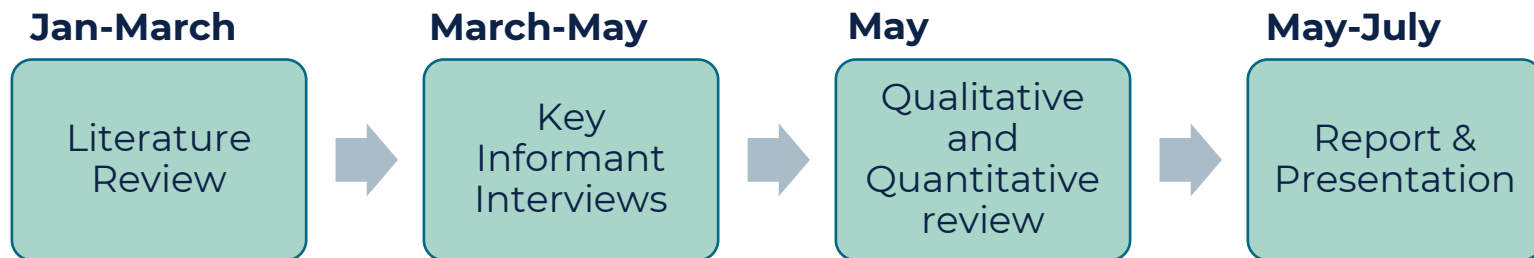 Jan-March
Literature
Review
March-May
Key
Informant
Interviews
May
Qualitative
and
Quantitative
review
May-July
Report &
Presentation